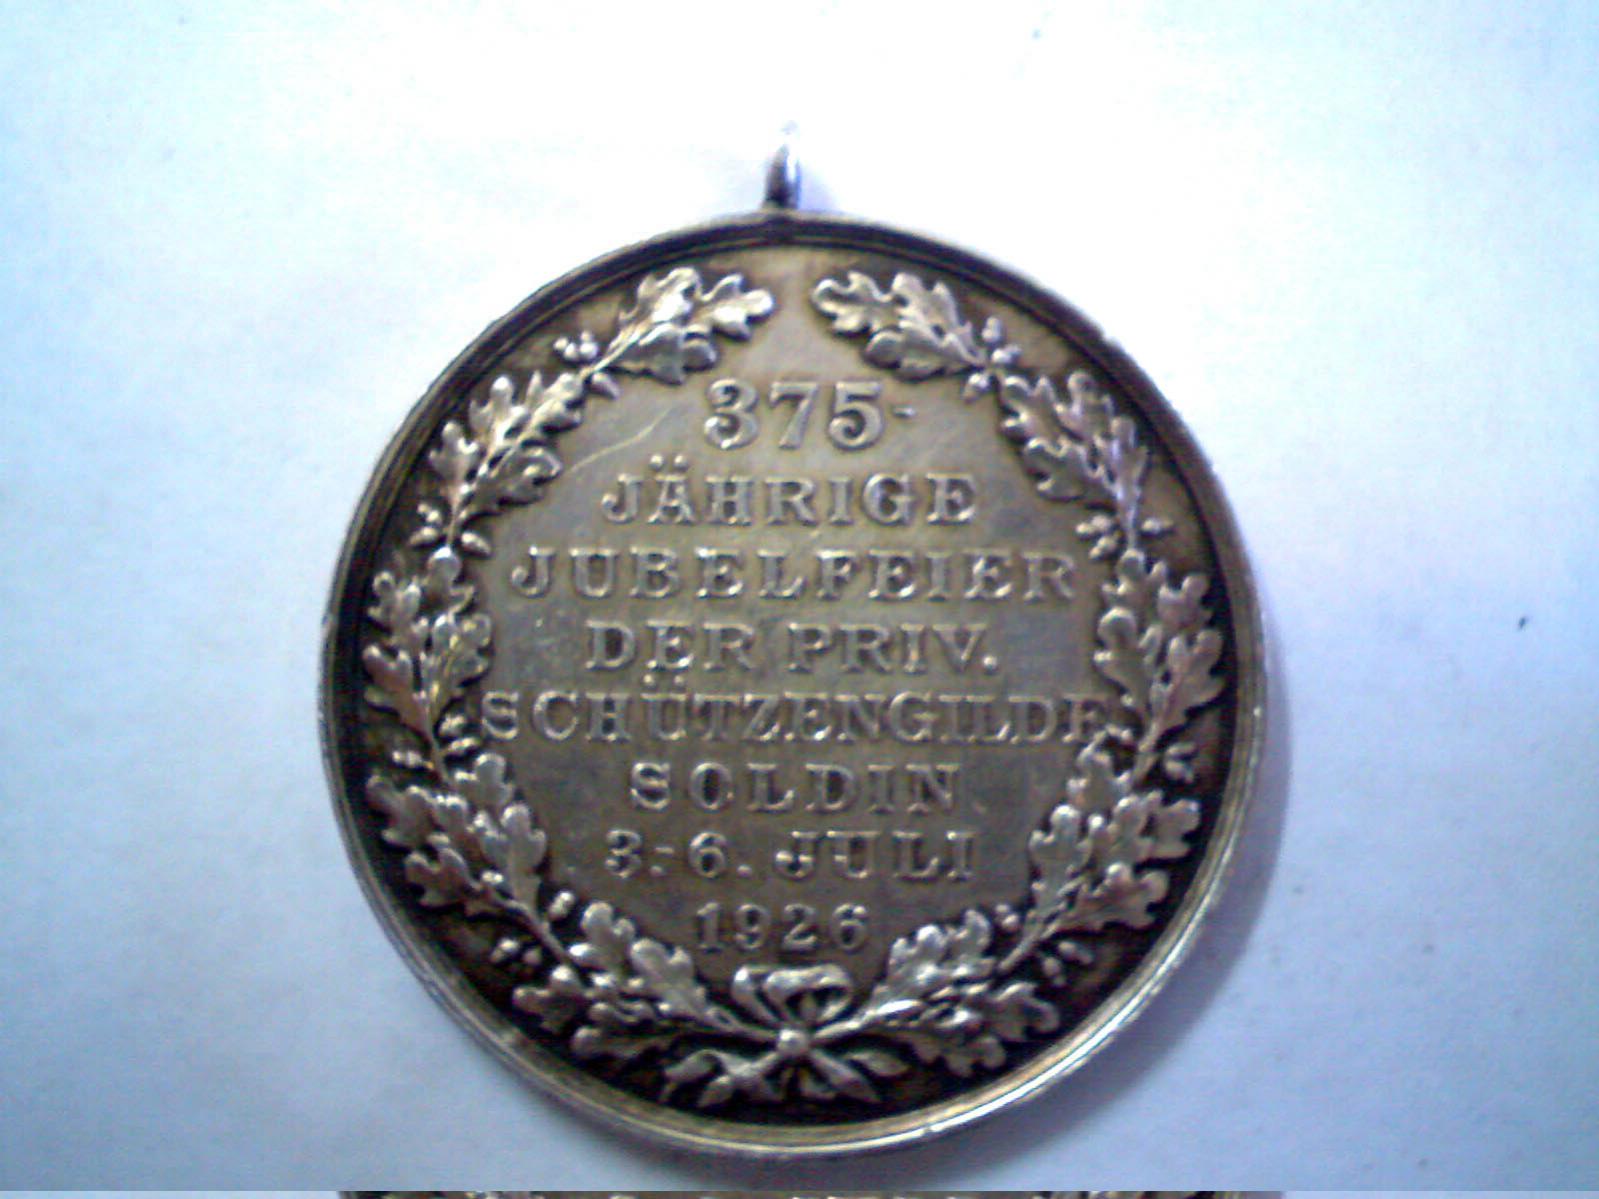 375-
JÄHRIGE
JUBELFEIER
DER PRIV.
SCHÜTZENGILDE
SOLDIN
3.-6. JULI
1926